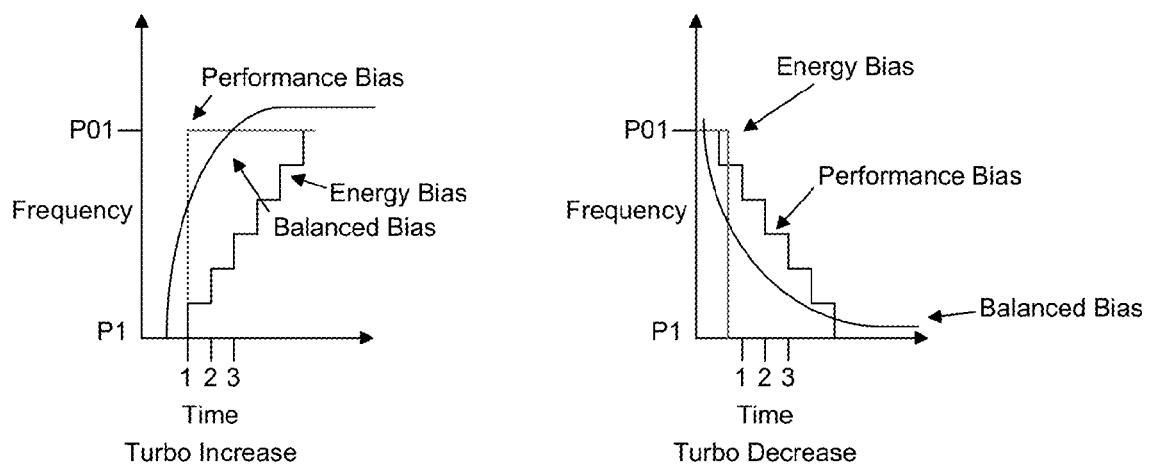 Performance Bias
P01
Energy Bias
Frequency
Balanced Bias
P1
1 2 3
Time
Turbo Increase
Energy Bias
P01
Performance Bias
Frequency
Balanced Bias
P1
1 2 3
Time
Turbo Decrease